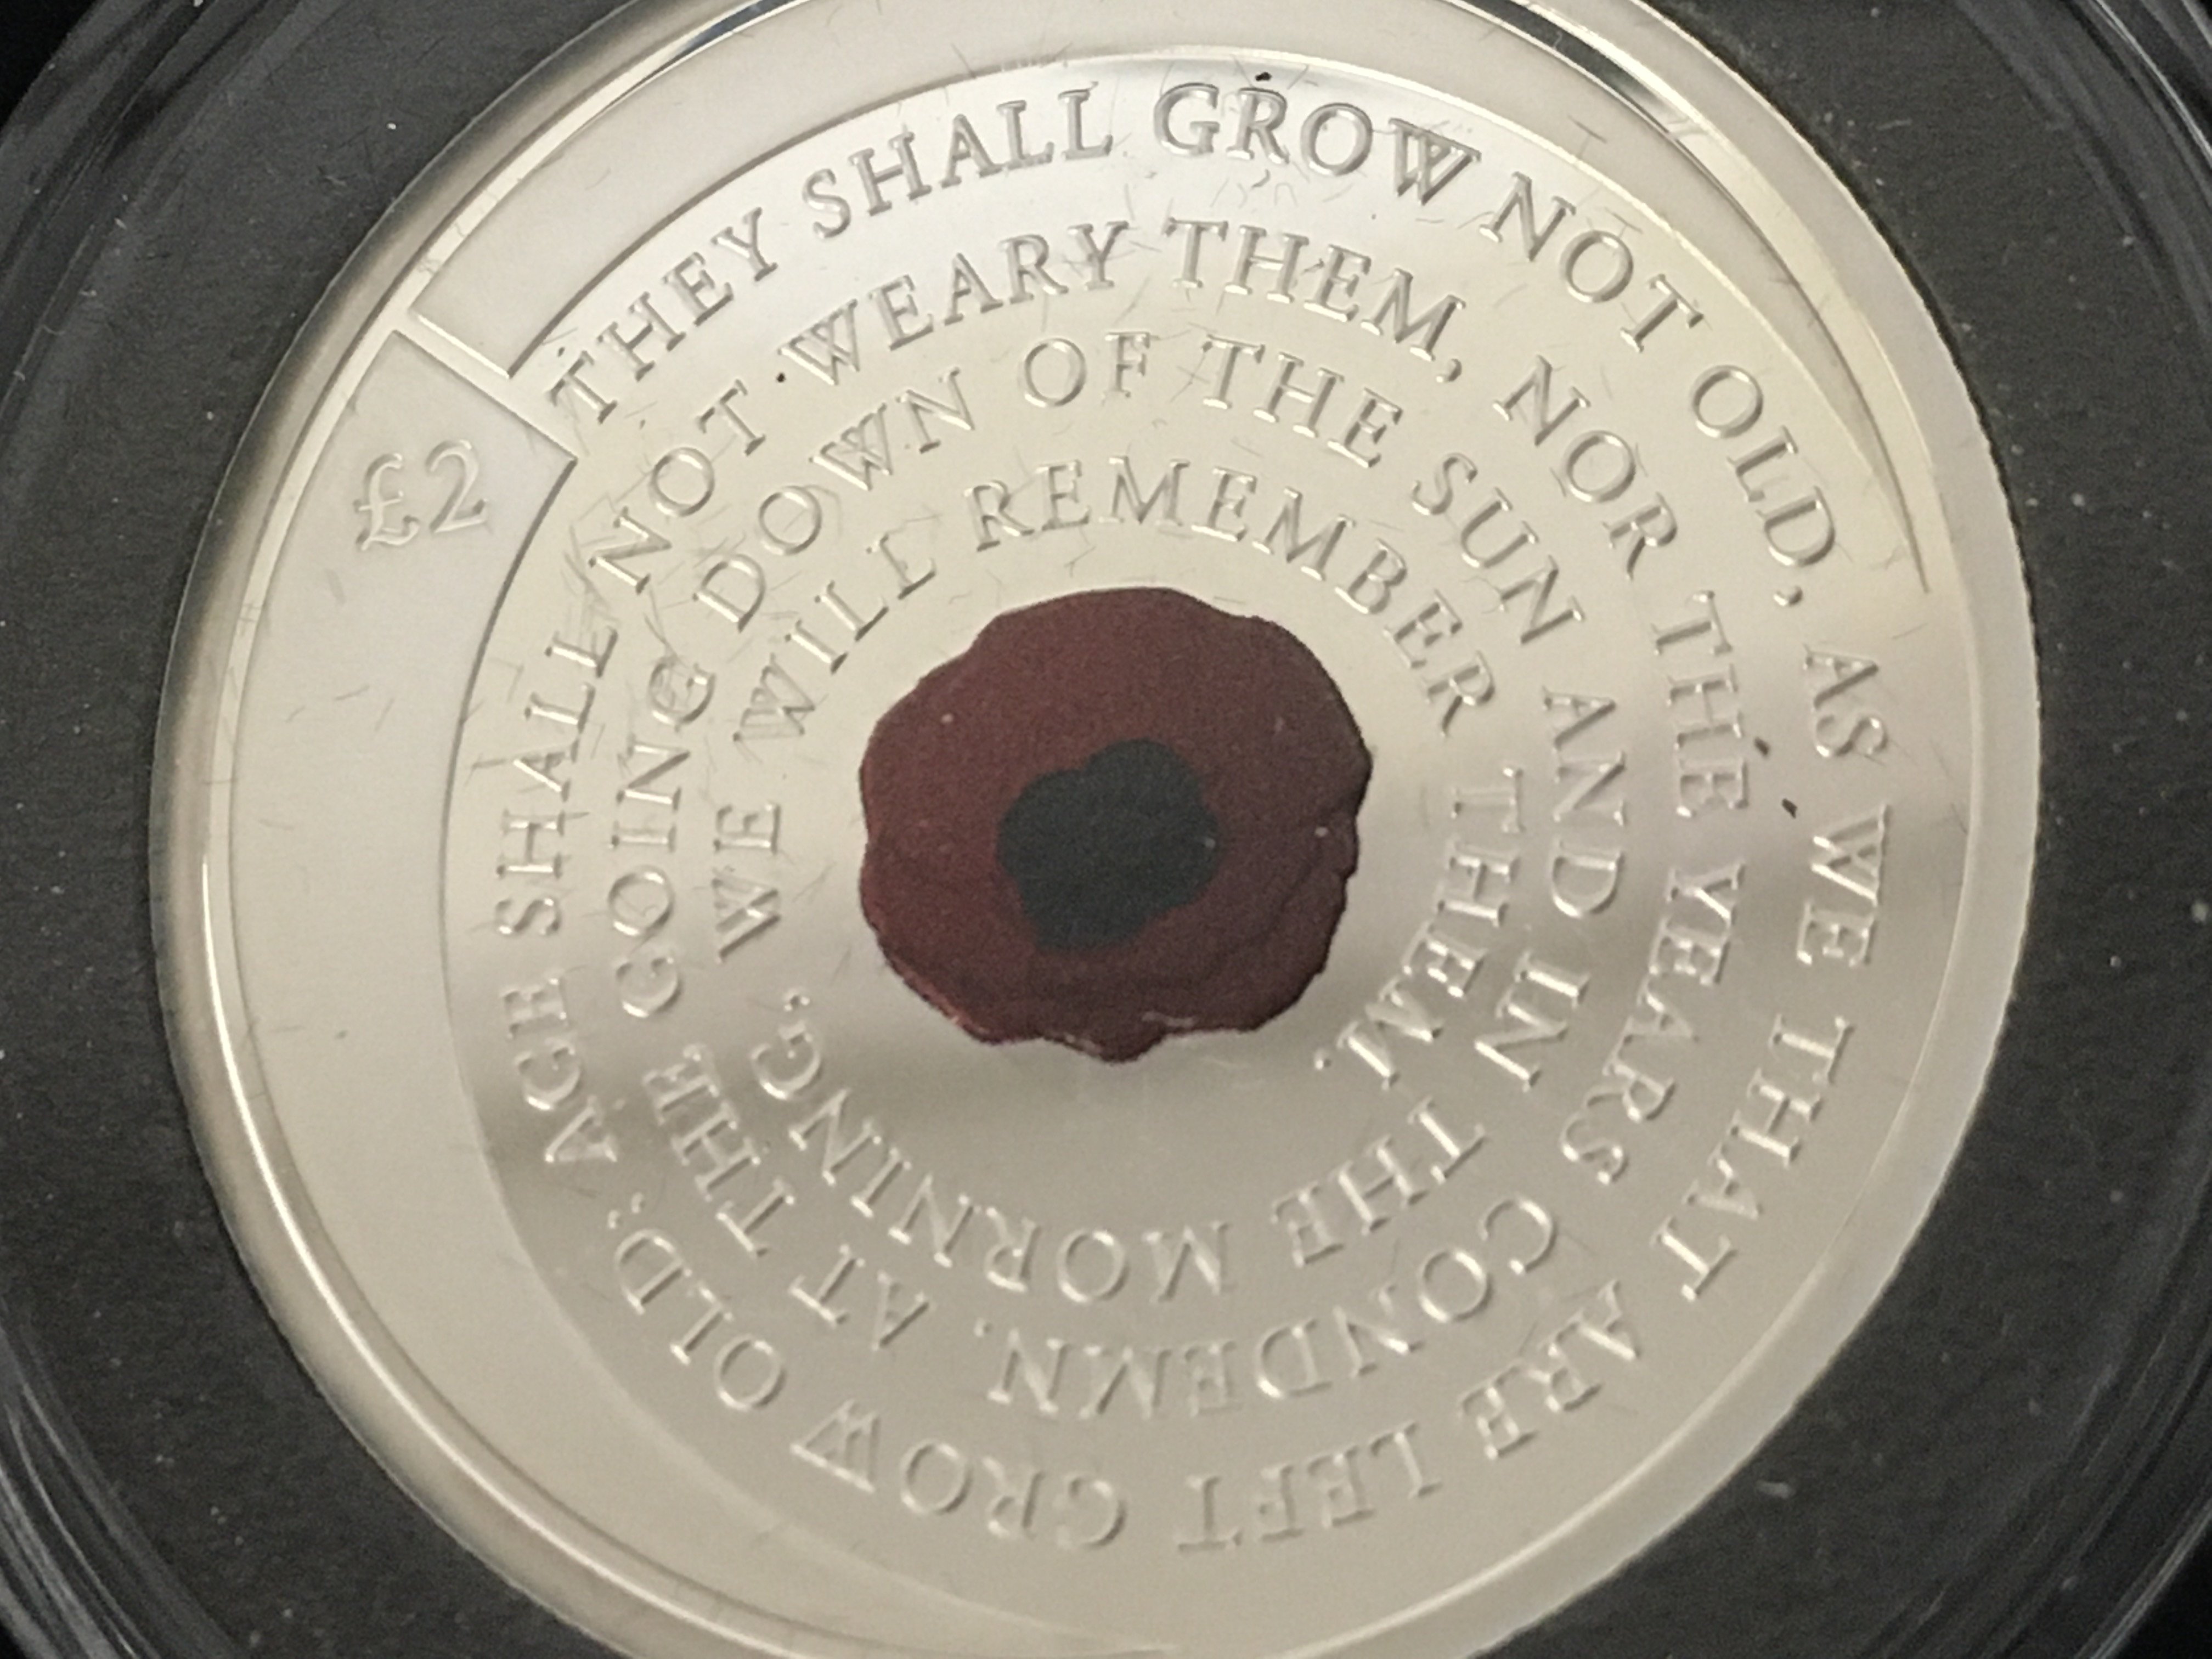 THEY SHALL GROW NOT OLD, AS WE THAT ARE LEFT GROW OLD: AGE SHALL NOT WEARY THEM, NOR THE YEARS CONDEMN. AT THE GOING DOWN OF THE SUN AND IN THE MORNING, WE WILL REMEMBER THEM.
£2